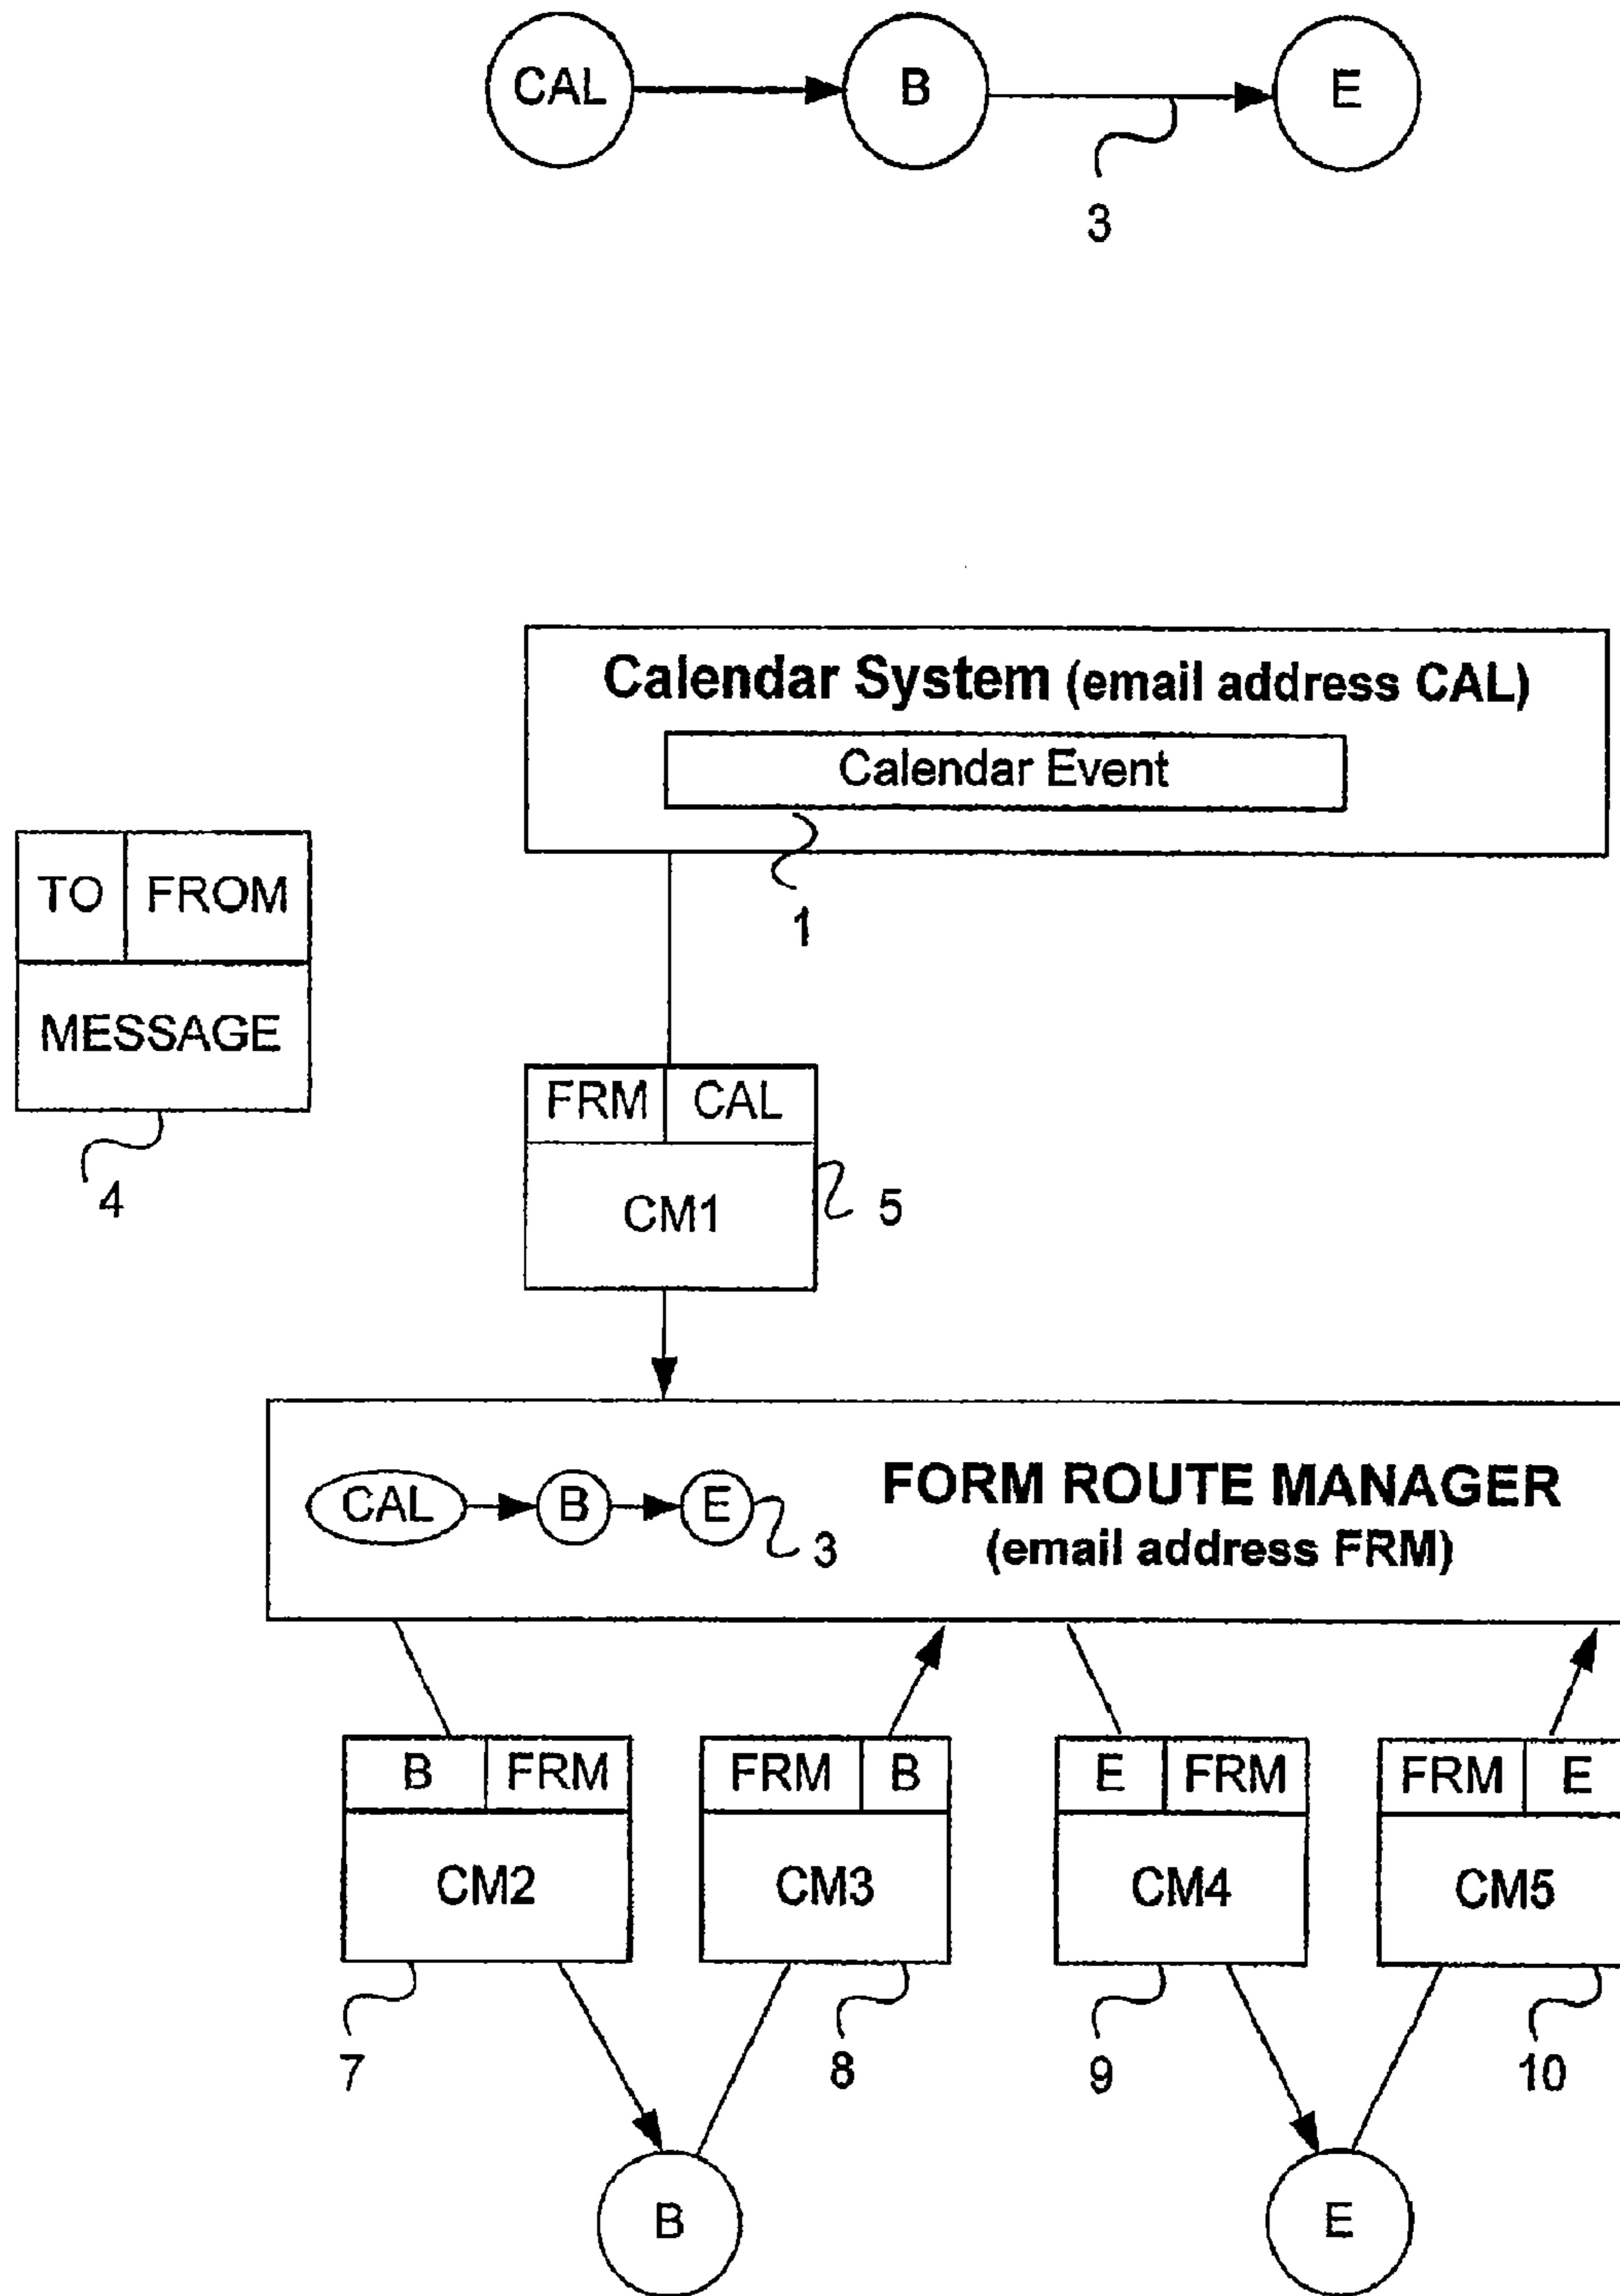 CAL B E
3
Calendar System (email address CAL)
Calendar Event
1
TO FROM
MESSAGE
4
FRM CAL
CM1
5
CAL B E
3
FORM ROUTE MANAGER
(email address FRM)
B FRM
CM2
7
FRM B
CM3
8
E FRM
CM4
9
FRM E
CM5
10
B
E